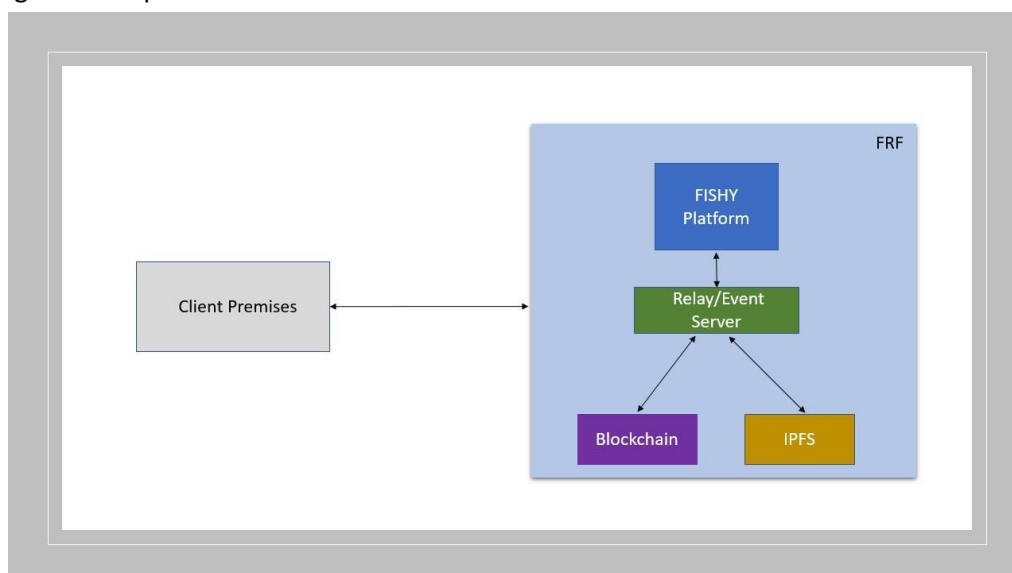 FRF
FISHY
Platform
Relay/Event
Server
Client Premises
Blockchain
IPFS